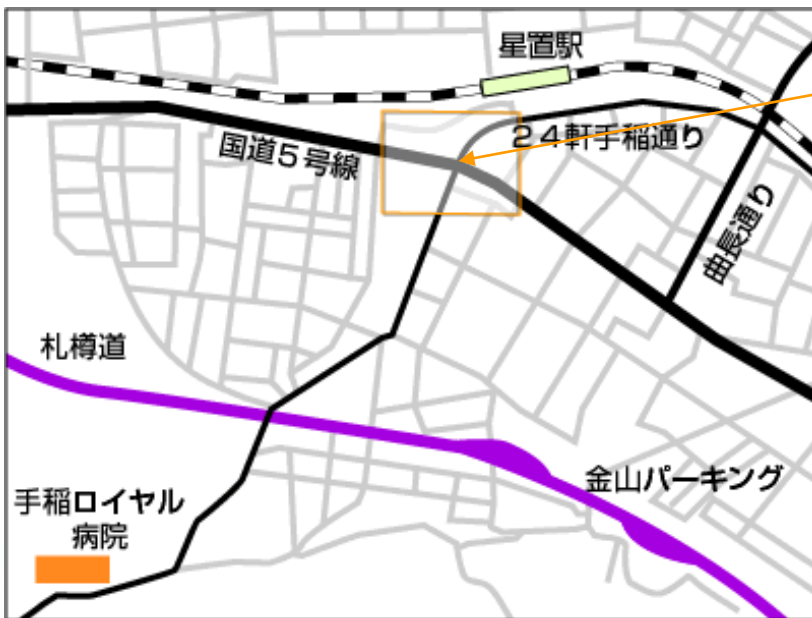 星置駅
国道5号線
24軒手稲通り
曲長通り
札樽道
金山パーキング
手稲ロイヤル
病院